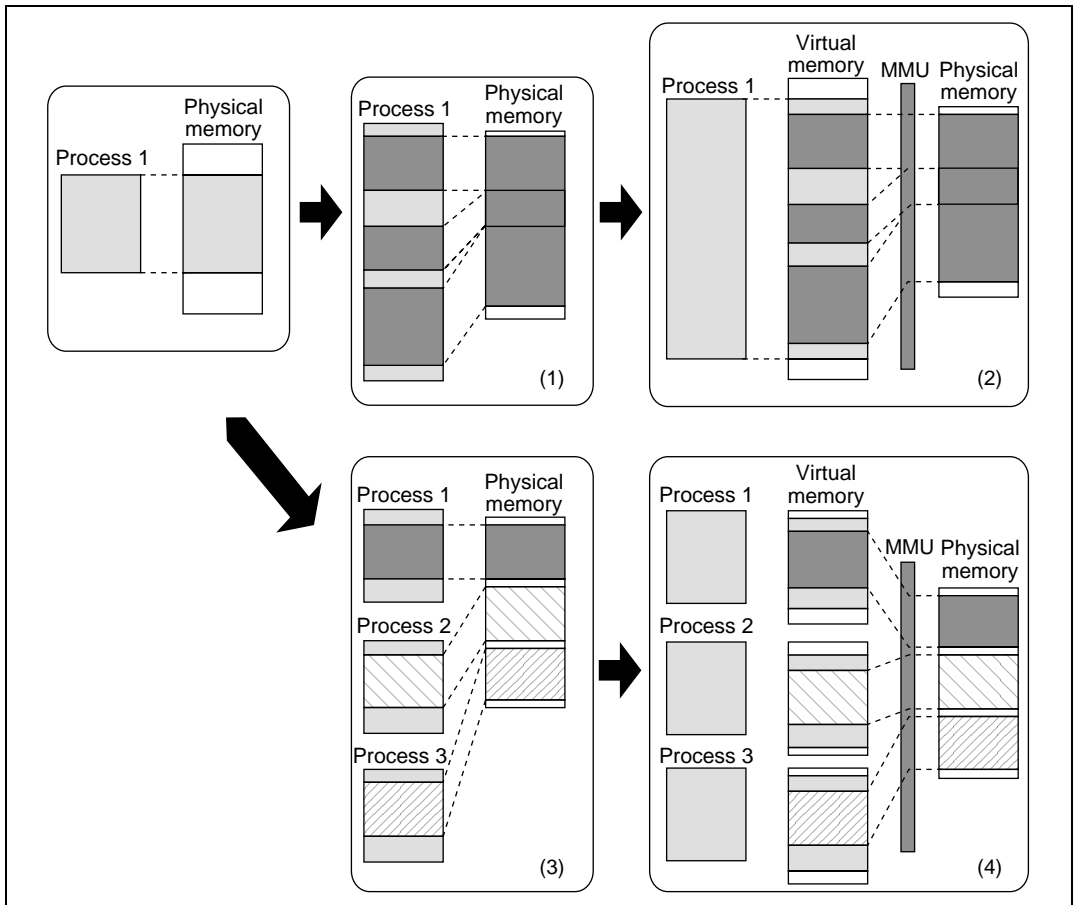 Physical
memory
Process 1
Process 1
Physical
memory
(1)
Virtual
memory
MMU
Physical
memory
Process 1
(2)
Process 1
Physical
memory
Process 2
Process 3
(3)
Process 1
Virtual
memory
MMU
Physical
memory
Process 2
Process 3
(4)